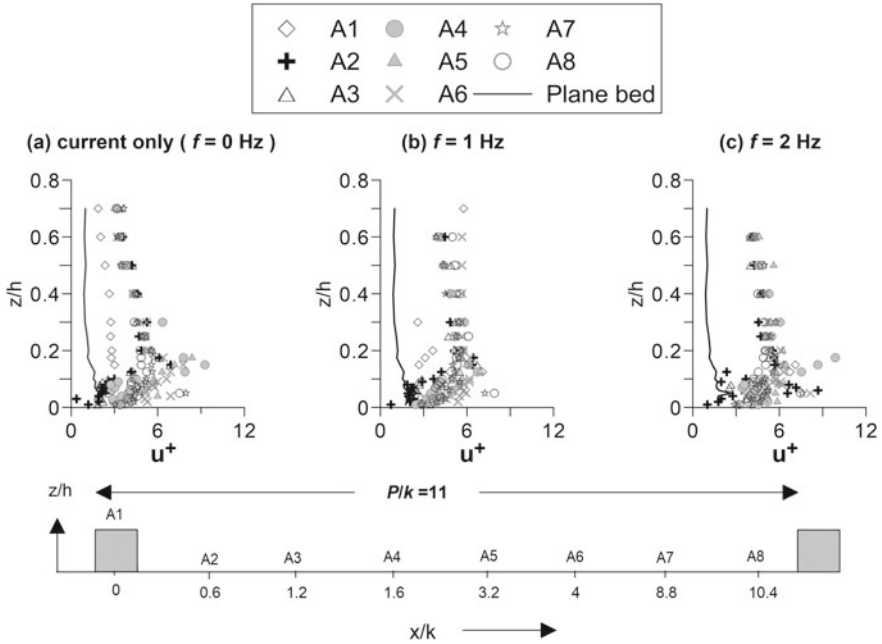 A1 A4 A7
A2 A5 A8
A3 A6 Plane bed
(a) current only ( f = 0 Hz )
(b) f = 1 Hz
(c) f = 2 Hz
0.8 0.8 0.8
0.6 0.6 0.6
z/h z/h z/h
0.4 0.4 0.4
0.2 0.2 0.2
0 0 0
0 6 12 0 6 12 0 6 12
u+ u+ u+
z/h
P/k =11
A1
A2 A3 A4 A5 A6 A7 A8
0 0.6 1.2 1.6 3.2 4 8.8 10.4
x/k